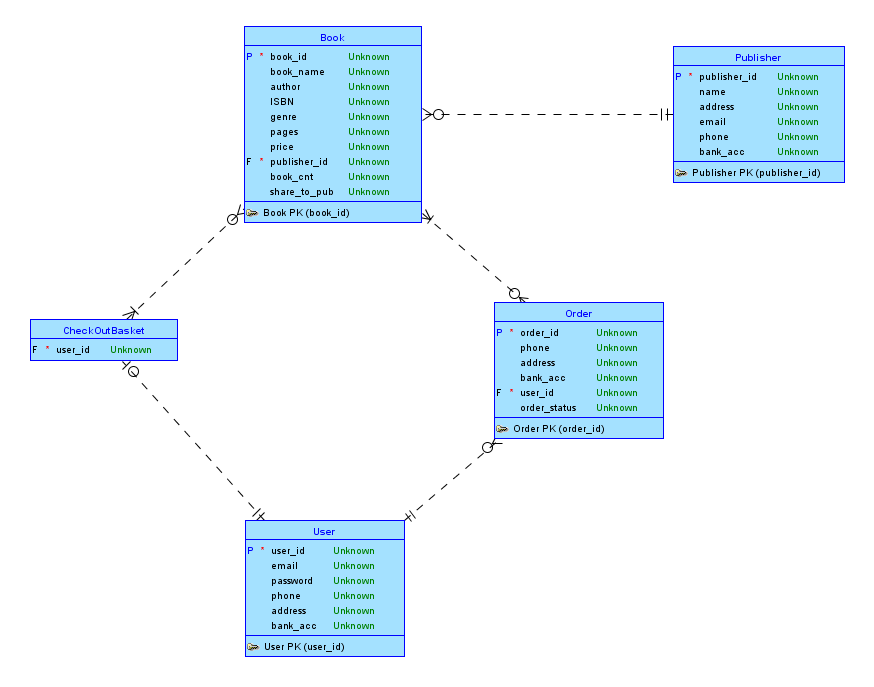 Book
P * book_id Unknown
book_name Unknown
author Unknown
ISBN Unknown
genre Unknown
pages Unknown
price Unknown
F * publisher_id Unknown
book_cnt Unknown
share_to_pub Unknown
Book PK (book_id)
Publisher
P * publisher_id Unknown
name Unknown
address Unknown
email Unknown
phone Unknown
bank_acc Unknown
Publisher PK (publisher_id)
CheckOutBasket
F * user_id Unknown
Order
P * order_id Unknown
phone Unknown
address Unknown
bank_acc Unknown
F * user_id Unknown
order_status Unknown
Order PK (order_id)
User
P * user_id Unknown
email Unknown
password Unknown
phone Unknown
address Unknown
bank_acc Unknown
User PK (user_id)